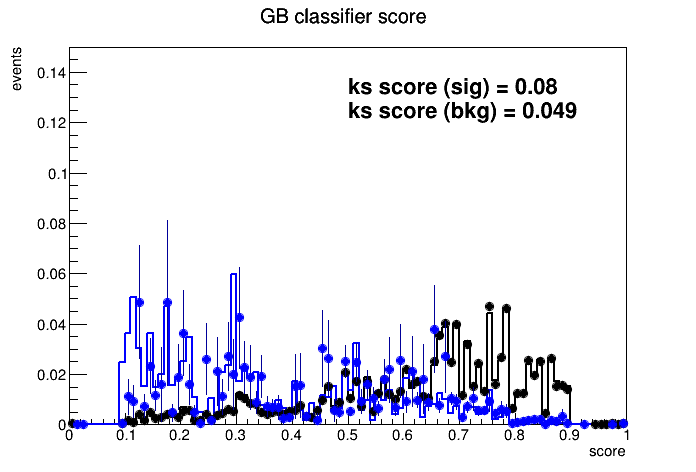 GB classifier score
events
ks score (sig) = 0.08
ks score (bkg) = 0.049
0.14
0.12
0.1
0.08
0.06
0.04
0.02
0
0 0.1 0.2 0.3 0.4 0.5 0.6 0.7 0.8 0.9 1
score